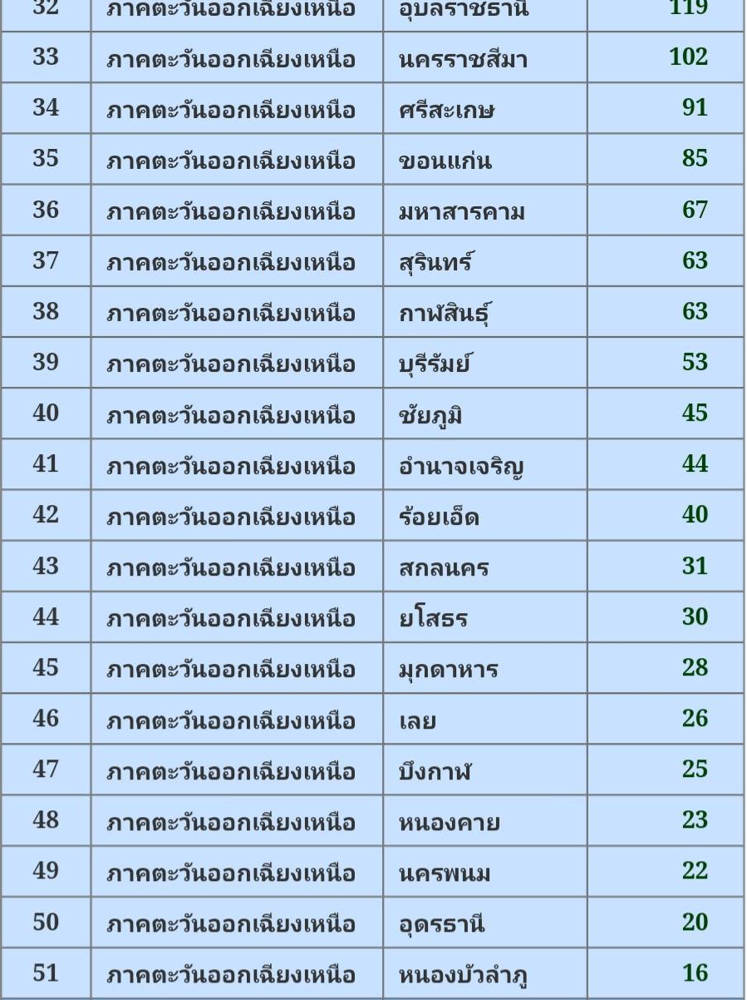 32 ภาคตะวันออกเฉียงเหนือ อุบลราชธานี 119
33 ภาคตะวันออกเฉียงเหนือ นครราชสีมา 102
34 ภาคตะวันออกเฉียงเหนือ ศรีสะเกษ 91
35 ภาคตะวันออกเฉียงเหนือ ขอนแก่น 85
36 ภาคตะวันออกเฉียงเหนือ มหาสารคาม 67
37 ภาคตะวันออกเฉียงเหนือ สุรินทร์ 63
38 ภาคตะวันออกเฉียงเหนือ กาฬสินธุ์ 63
39 ภาคตะวันออกเฉียงเหนือ บุรีรัมย์ 53
40 ภาคตะวันออกเฉียงเหนือ ชัยภูมิ 45
41 ภาคตะวันออกเฉียงเหนือ อำนาจเจริญ 44
42 ภาคตะวันออกเฉียงเหนือ ร้อยเอ็ด 40
43 ภาคตะวันออกเฉียงเหนือ สกลนคร 31
44 ภาคตะวันออกเฉียงเหนือ ยโสธร 30
45 ภาคตะวันออกเฉียงเหนือ มุกดาหาร 28
46 ภาคตะวันออกเฉียงเหนือ เลย 26
47 ภาคตะวันออกเฉียงเหนือ บึงกาฬ 25
48 ภาคตะวันออกเฉียงเหนือ หนองคาย 23
49 ภาคตะวันออกเฉียงเหนือ นครพนม 22
50 ภาคตะวันออกเฉียงเหนือ อุดรธานี 20
51 ภาคตะวันออกเฉียงเหนือ หนองบัวลำภู 16